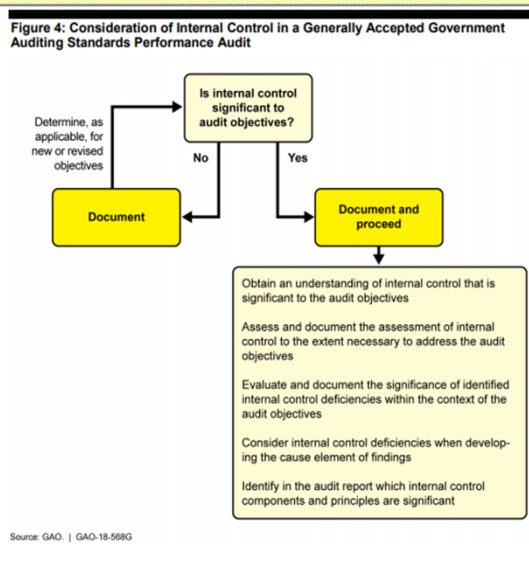 Figure 4: Consideration of Internal Control in a Generally Accepted Government
Auditing Standards Performance Audit
Is internal control
significant to
audit objectives?
Determine, as
applicable, for
new or revised
objectives
No
Yes
Document
Document and
proceed
Obtain an understanding of internal control that is
significant to the audit objectives
Assess and document the assessment of internal
control to the extent necessary to address the audit
objectives
Evaluate and document the significance of identified
internal control deficiencies within the context of the
audit objectives
Consider internal control deficiencies when develop-
ing the cause element of findings
Identify in the audit report which internal control
components and principles are significant
Source: GAO. | GAO-18-568G